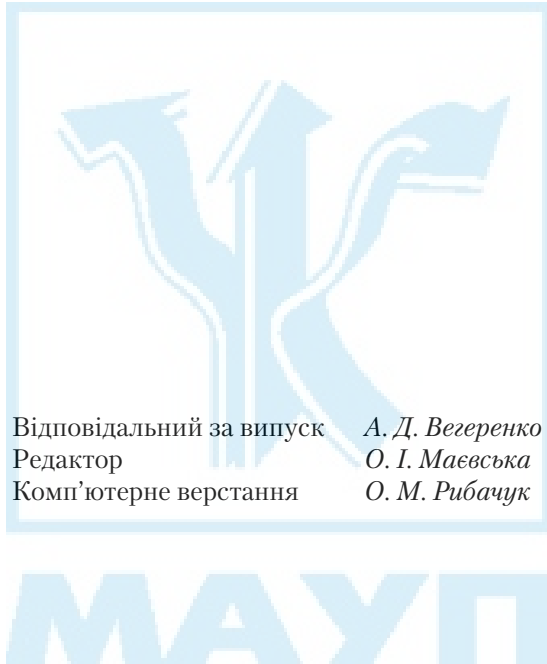 Відповідальний за випуск А. Д. Вегеренко
Редактор О. І. Маєвська
Комп’ютерне верстання О. М. Рибачук
МАУП